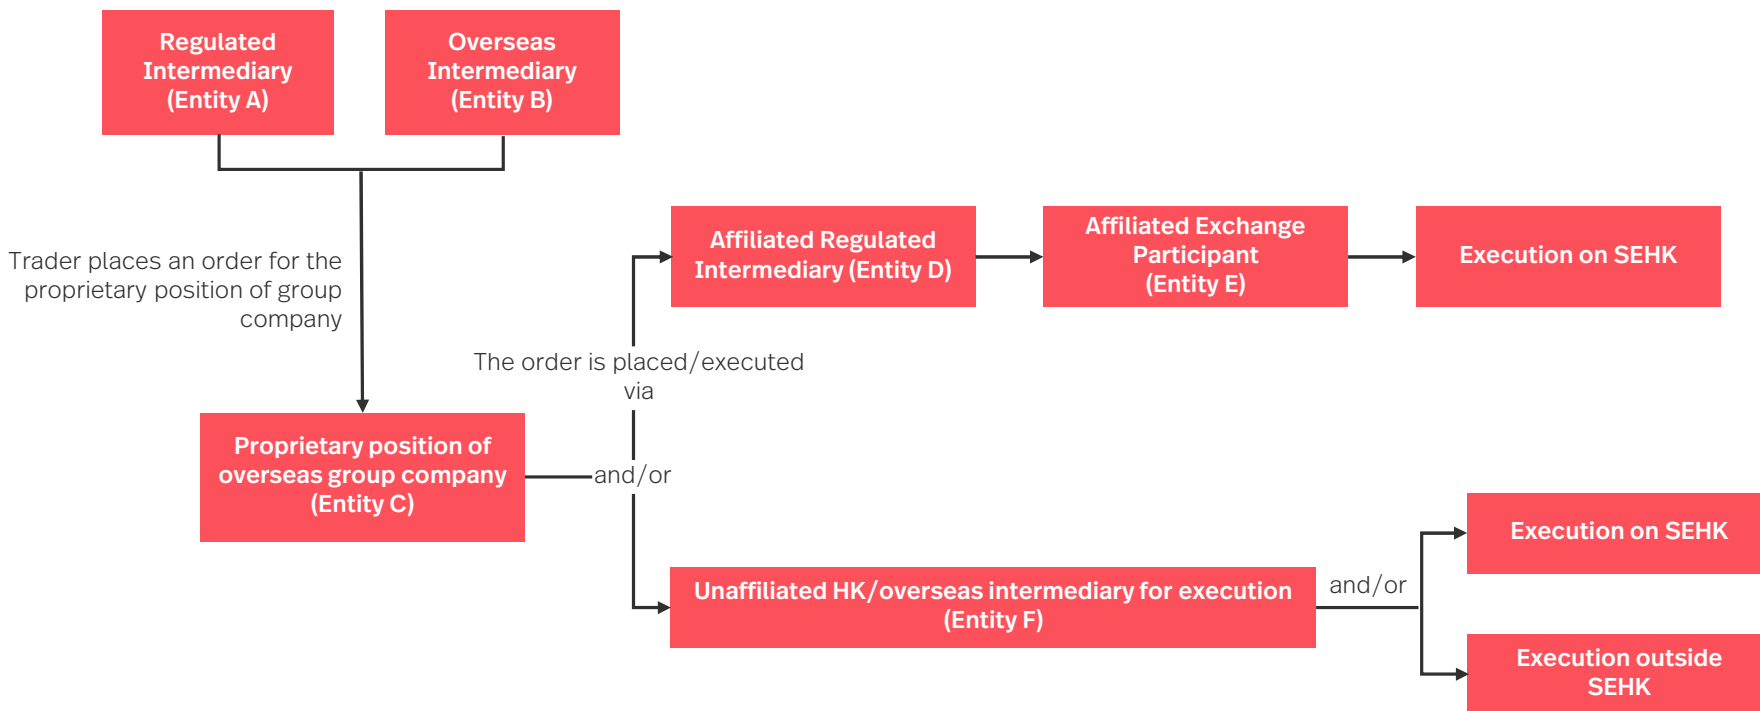 Regulated
Intermediary
(Entity A)
Overseas
Intermediary
(Entity B)
Trader places an order for the
proprietary position of group
company
Affiliated Regulated
Intermediary (Entity D)
Affiliated Exchange
Participant
(Entity E)
Execution on SEHK
The order is placed/executed
via
Proprietary position of
overseas group company
(Entity C)
and/or
Unaffiliated HK/overseas intermediary for execution
(Entity F)
and/or
Execution on SEHK
Execution outside
SEHK